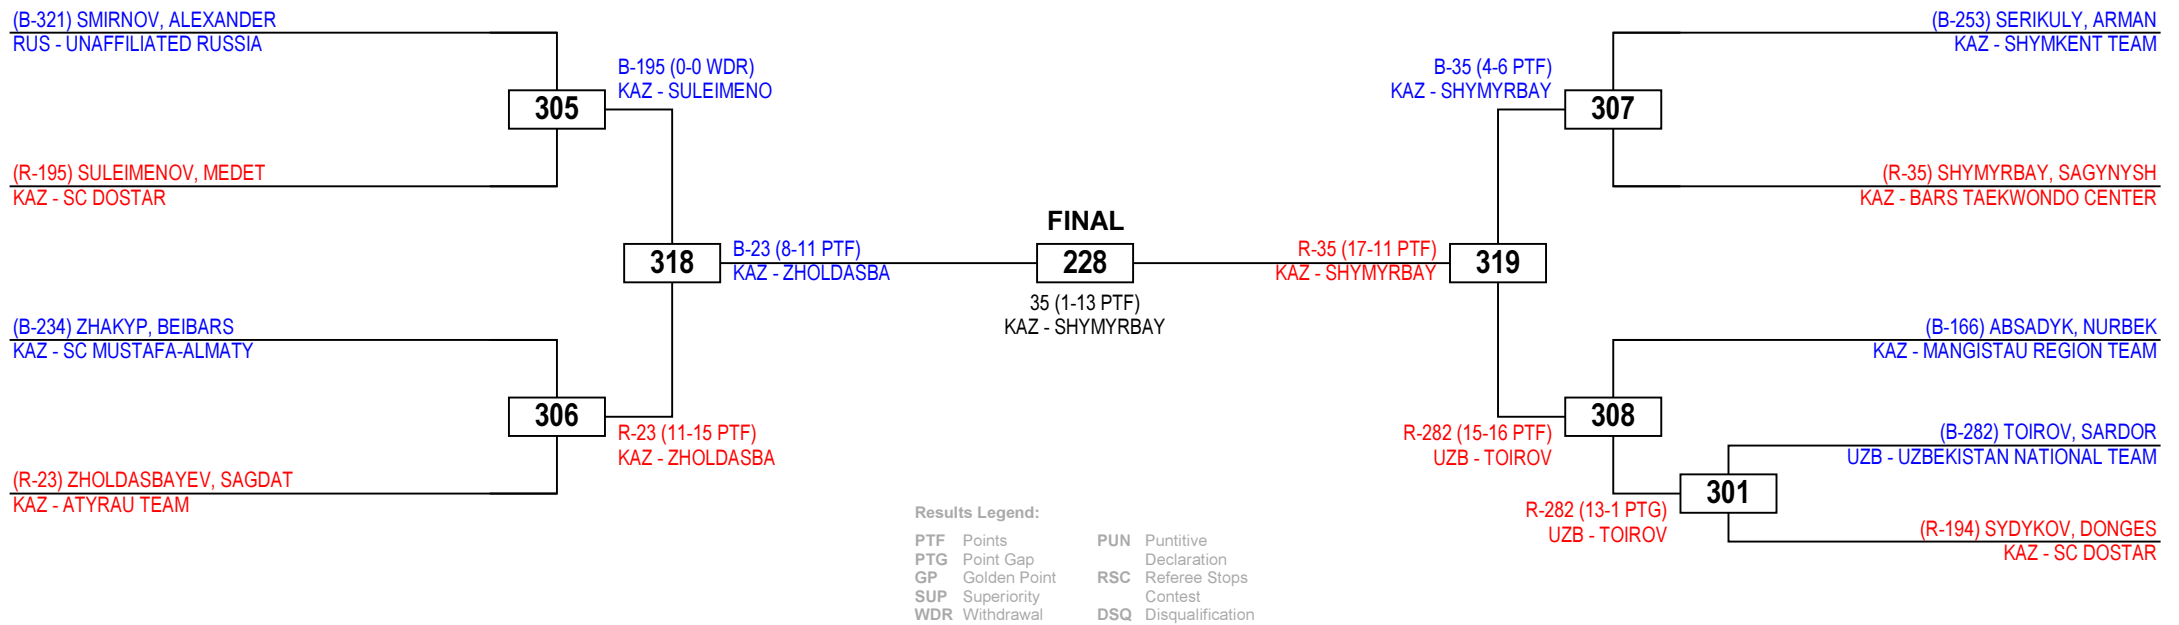 (B-321) SMIRNOV, ALEXANDER
RUS - UNAFFILIATED RUSSIA
B-195 (0-0 WDR)
KAZ - SULEIMENO
305
(R-195) SULEIMENOV, MEDET
KAZ - SC DOSTAR
318
B-23 (8-11 PTF)
KAZ - ZHOLDASBA
(B-234) ZHAKYP, BEIBARS
KAZ - SC MUSTAFA-ALMATY
306
R-23 (11-15 PTF)
KAZ - ZHOLDASBA
(R-23) ZHOLDASBAYEV, SAGDAT
KAZ - ATYRAU TEAM
FINAL
228
35 (1-13 PTF)
KAZ - SHYMYRBAY
(B-253) SERIKULY, ARMAN
KAZ - SHYMKENT TEAM
B-35 (4-6 PTF)
KAZ - SHYMYRBAY
307
(R-35) SHYMYRBAY, SAGYNYSH
KAZ - BARS TAEKWONDO CENTER
R-35 (17-11 PTF)
KAZ - SHYMYRBAY
319
(B-166) ABSADYK, NURBEK
KAZ - MANGISTAU REGION TEAM
308
R-282 (15-16 PTF)
UZB - TOIROV
(B-282) TOIROV, SARDOR
UZB - UZBEKISTAN NATIONAL TEAM
301
R-282 (13-1 PTG)
UZB - TOIROV
(R-194) SYDYKOV, DONGES
KAZ - SC DOSTAR
Results Legend:
PTF Points
PTG Point Gap
GP Golden Point
SUP Superiority
WDR Withdrawal
PUN Puntitive
Declaration
RSC Referee Stops
Contest
DSQ Disqualification